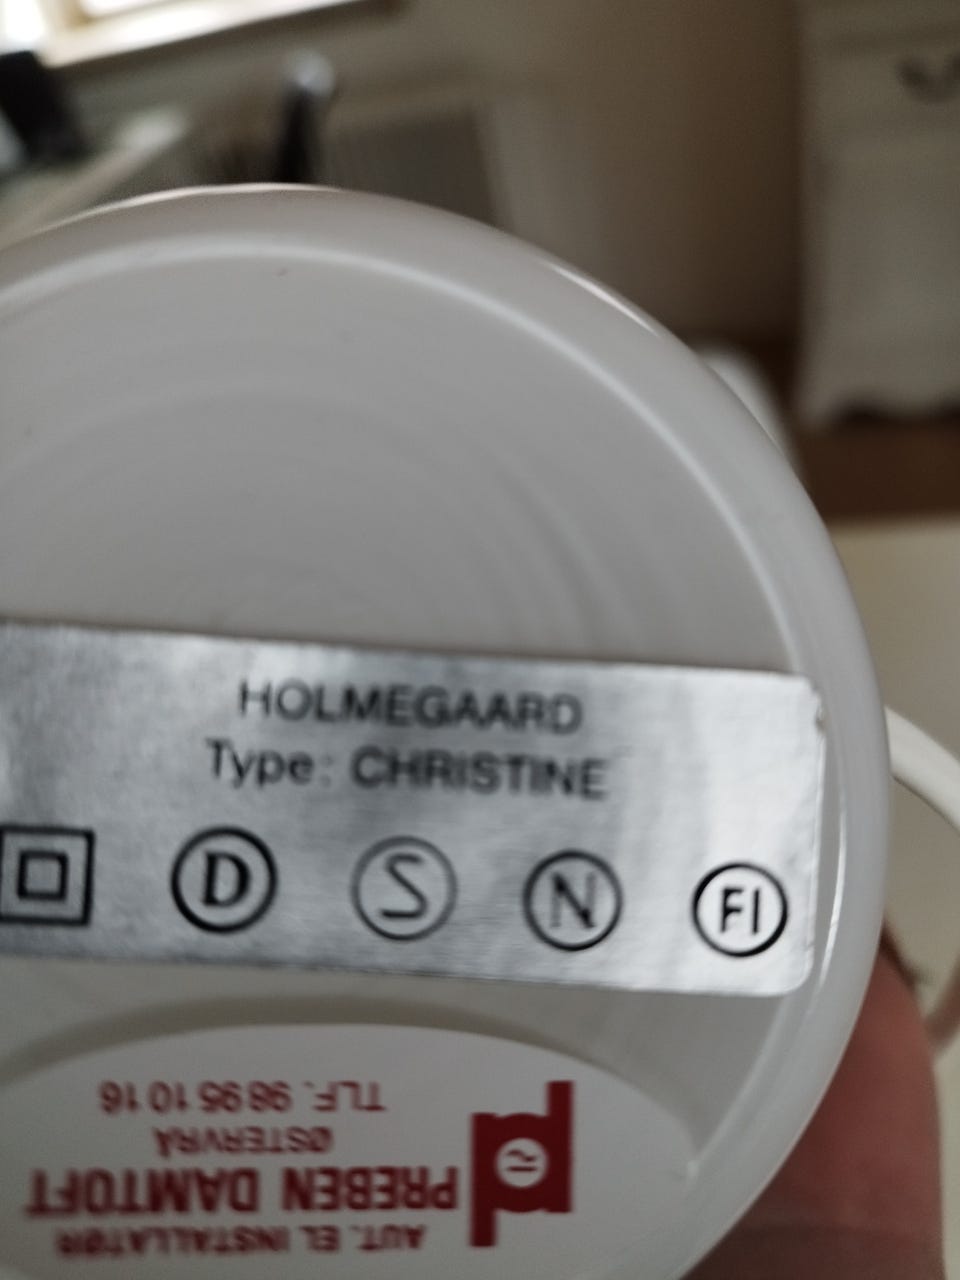 HOLMEGAARD
Type: CHRISTINE
D S N FI
AUT. EL INSTALLATØR
PREBEN DAMTOFT
ØSTERVRÅ
TLF. 98 95 10 16